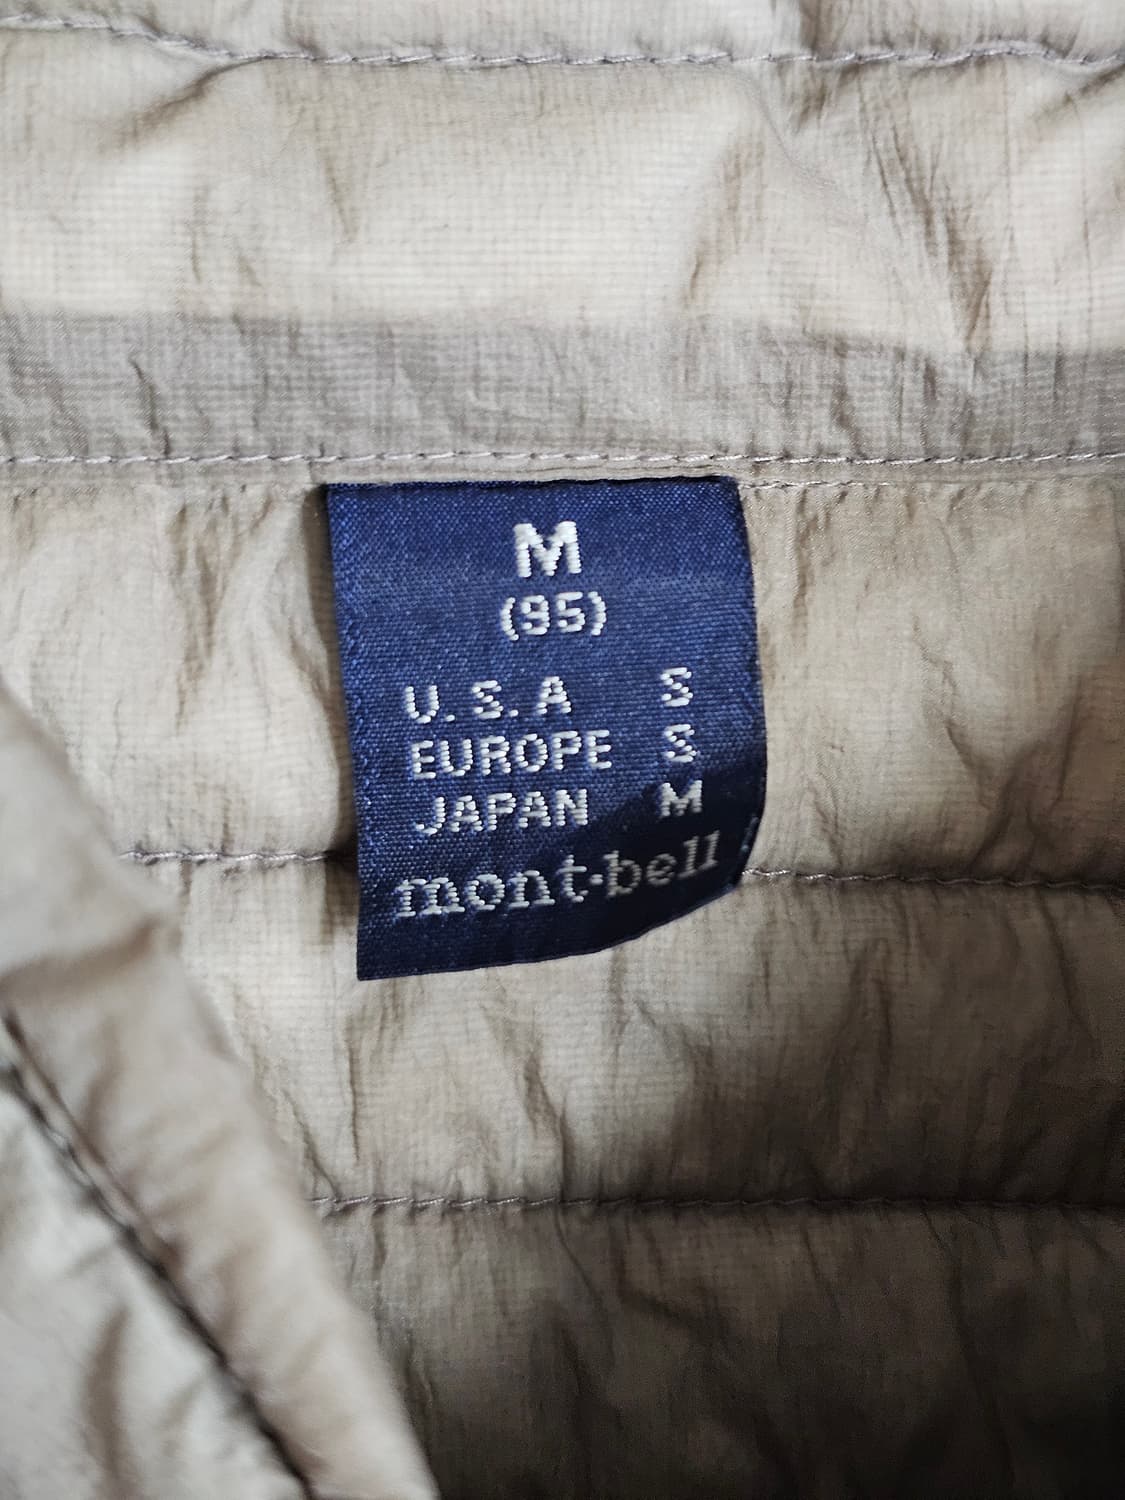 M
(95)
U.S.A S
EUROPE S
JAPAN M
mont·bell